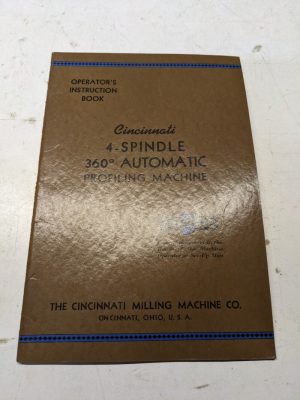 OPERATOR'S
INSTRUCTION
BOOK
Cincinnati
4-SPINDLE
360° AUTOMATIC
PROFILING MACHINE
THE CINCINNATI MILLING MACHINE CO.
CINCINNATI, OHIO, U. S. A.